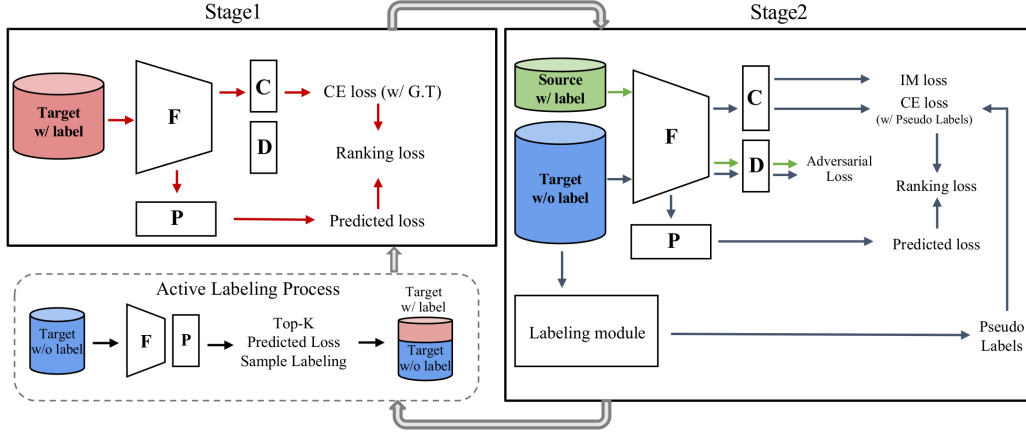 Stage1
Target
w/ label
F
C
D
CE loss (w/ G.T)
Ranking loss
P
Predicted loss
Active Labeling Process
Target
w/o label
F
P
Top-K
Predicted Loss
Sample Labeling
Target
w/ label
Target
w/o label
Stage2
Source
w/ label
Target
w/o label
F
C
D
IM loss
CE loss
(w/ Pseudo Labels)
Adversarial
Loss
Ranking loss
P
Predicted loss
Labeling module
Pseudo
Labels